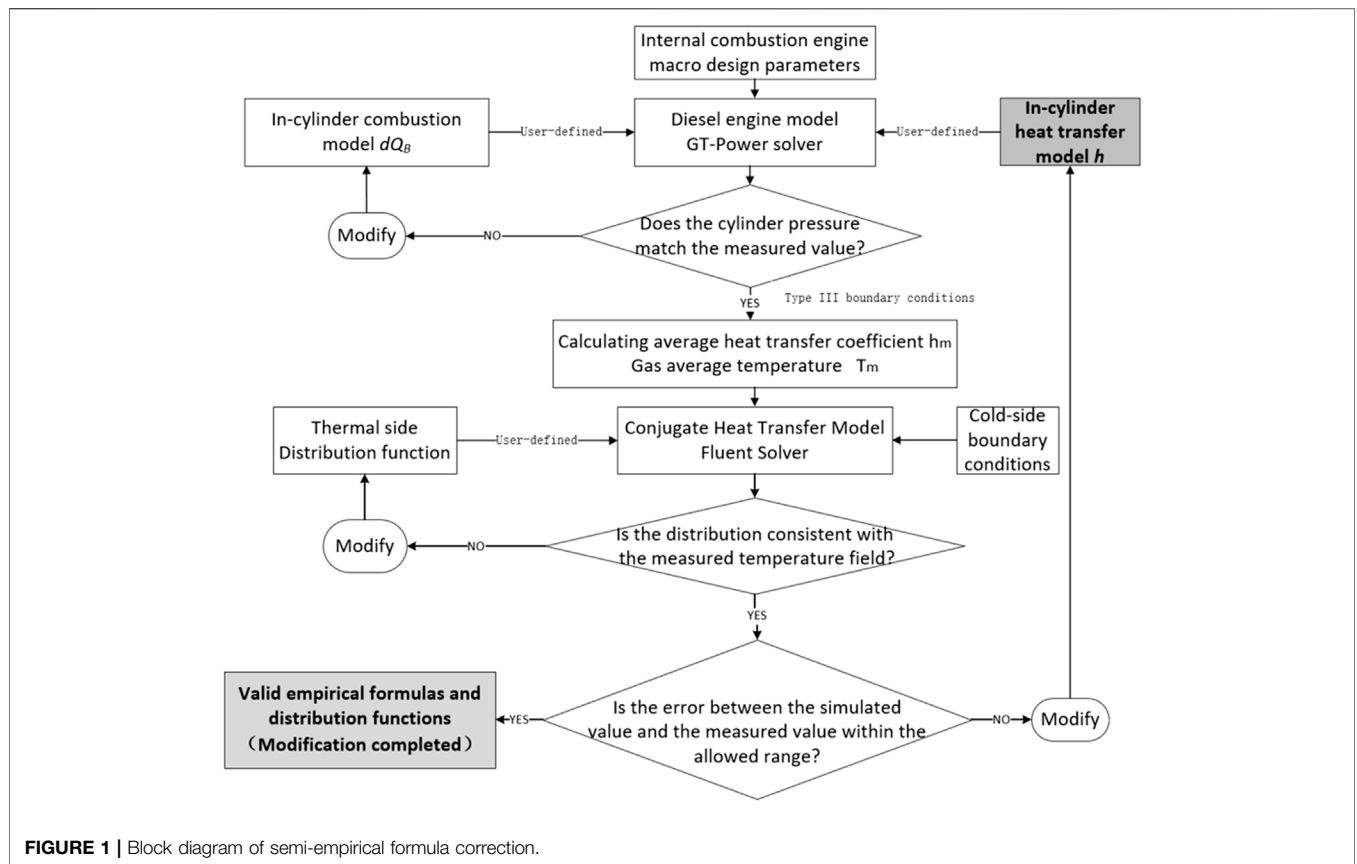 Internal combustion engine
macro design parameters
In-cylinder combustion
model dQB
User-defined
Diesel engine model
GT-Power solver
User-defined
In-cylinder
heat transfer
model h
Modify
NO
Does the cylinder pressure
match the measured value?
YES
Type III boundary conditions
Calculating average heat transfer coefficient hm
Gas average temperature Tm
Thermal side
Distribution function
User-defined
Conjugate Heat Transfer Model
Fluent Solver
Cold-side
boundary
conditions
Modify
NO
Is the distribution consistent with
the measured temperature field?
YES
Valid empirical formulas and
distribution functions
（Modification completed）
YES
Is the error between the simulated
value and the measured value within the
allowed range?
NO
Modify
FIGURE 1 | Block diagram of semi-empirical formula correction.